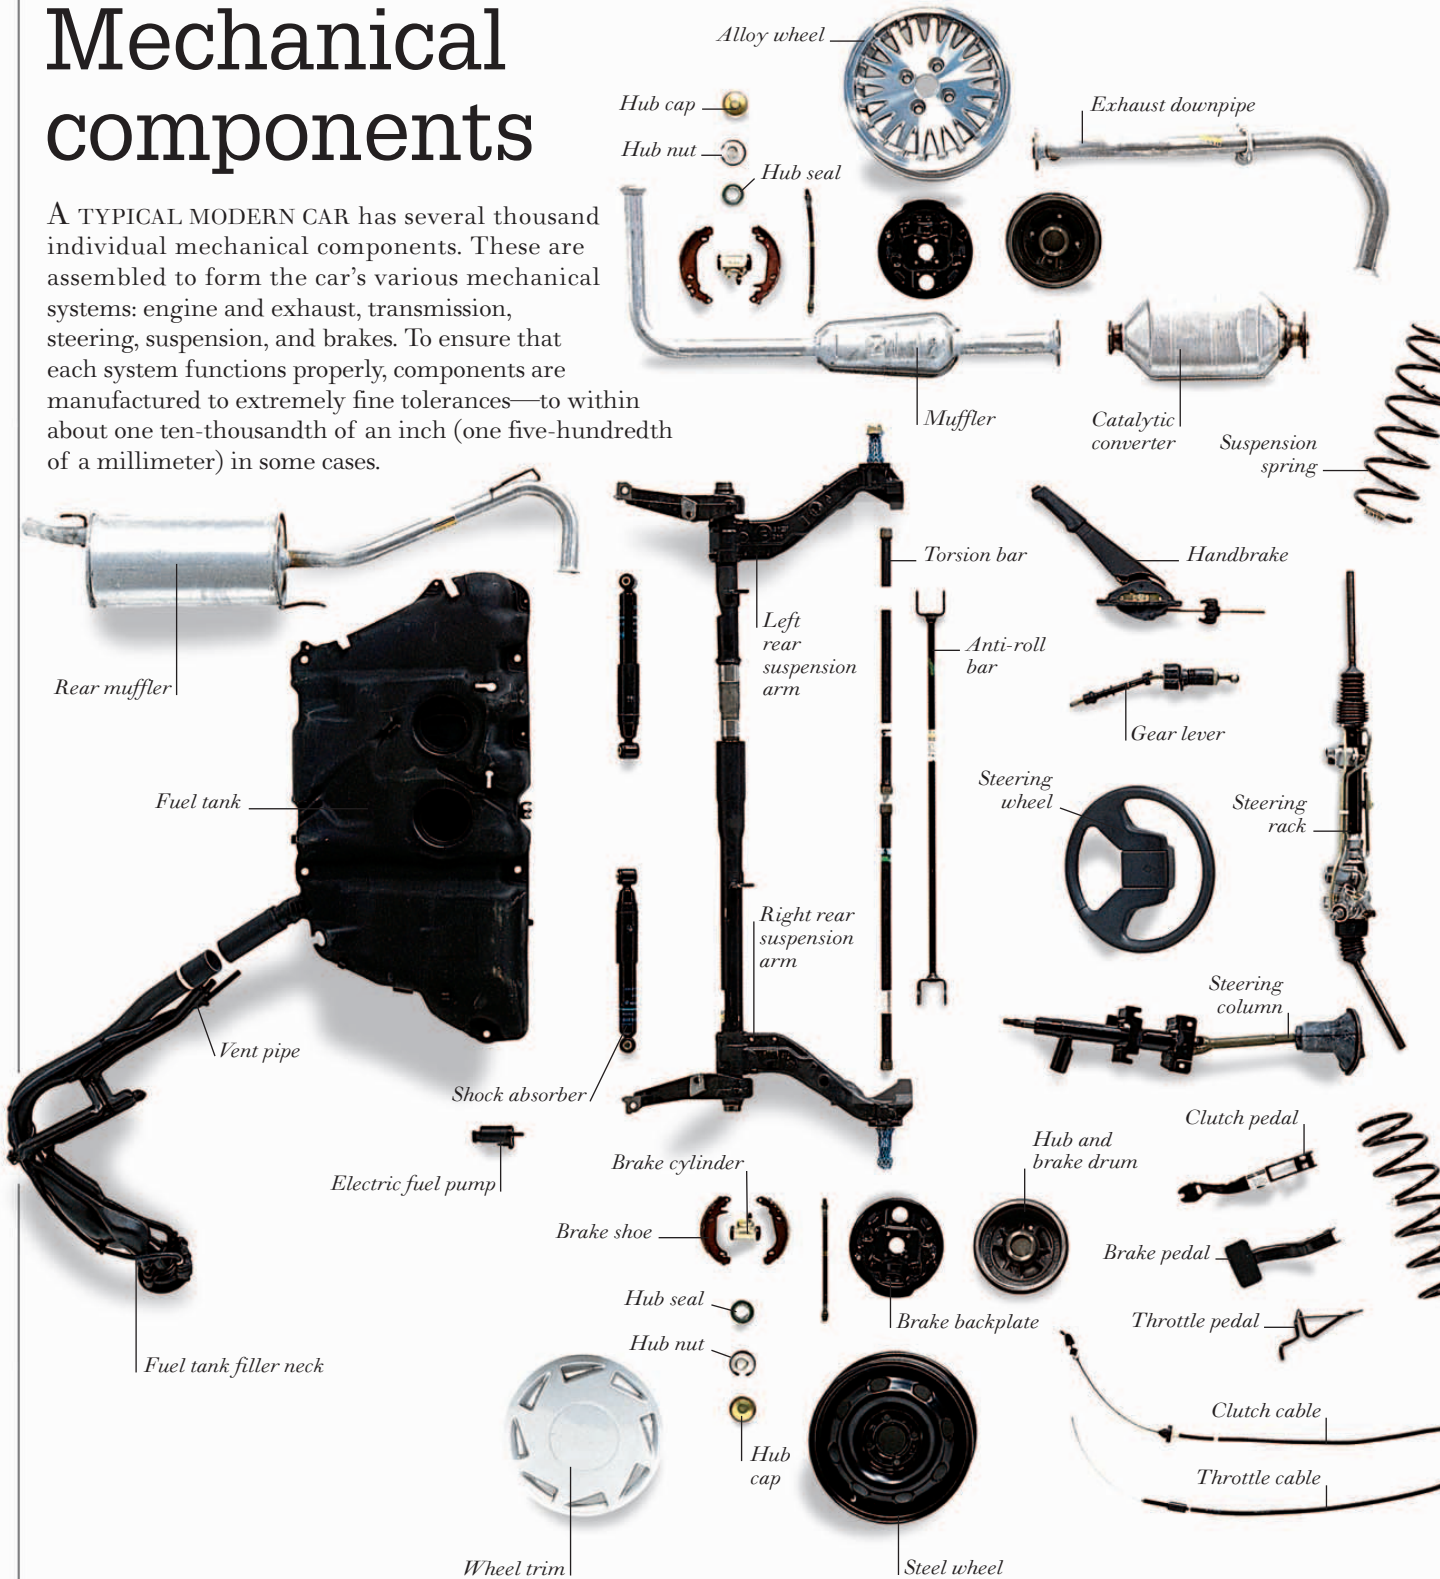 Mechanical
components
A TYPICAL MODERN CAR has several thousand
individual mechanical components. These are
assembled to form the car’s various mechanical
systems: engine and exhaust, transmission,
steering, suspension, and brakes. To ensure that
each system functions properly, components are
manufactured to extremely fine tolerances—to within
about one ten-thousandth of an inch (one five-hundredth
of a millimeter) in some cases.
Alloy wheel
Hub cap
Hub nut
Hub seal
Exhaust downpipe
Muffler
Catalytic
converter
Suspension
spring
Rear muffler
Left
rear
suspension
arm
Torsion bar
Anti-roll
bar
Handbrake
Gear lever
Fuel tank
Steering
wheel
Steering
rack
Right rear
suspension
arm
Steering
column
Vent pipe
Shock absorber
Electric fuel pump
Brake cylinder
Hub and
brake drum
Clutch pedal
Brake shoe
Brake pedal
Hub seal
Brake backplate
Throttle pedal
Hub nut
Fuel tank filler neck
Clutch cable
Hub
cap
Throttle cable
Wheel trim
Steel wheel